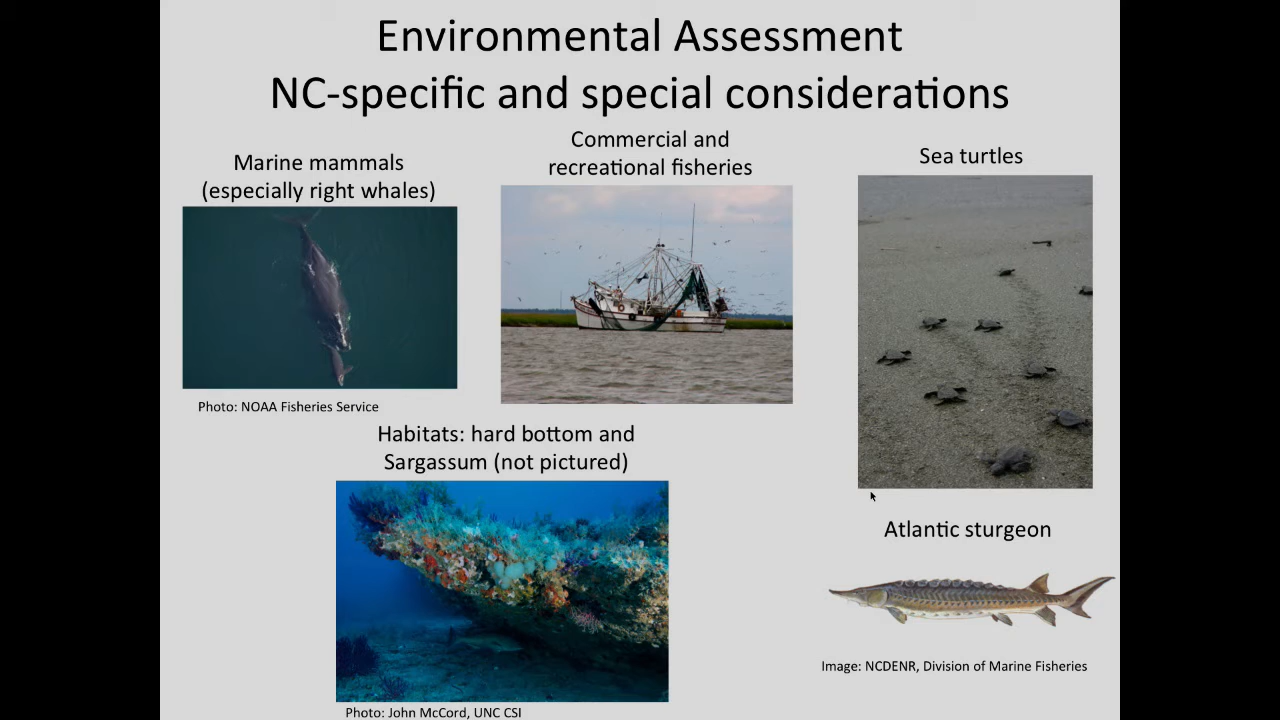 Environmental Assessment
NC-specific and special considerations
Marine mammals
(especially right whales)
Photo: NOAA Fisheries Service
Commercial and
recreational fisheries
Sea turtles
Habitats: hard bottom and
Sargassum (not pictured)
Photo: John McCord, UNC CSI
Atlantic sturgeon
Image: NCDENR, Division of Marine Fisheries